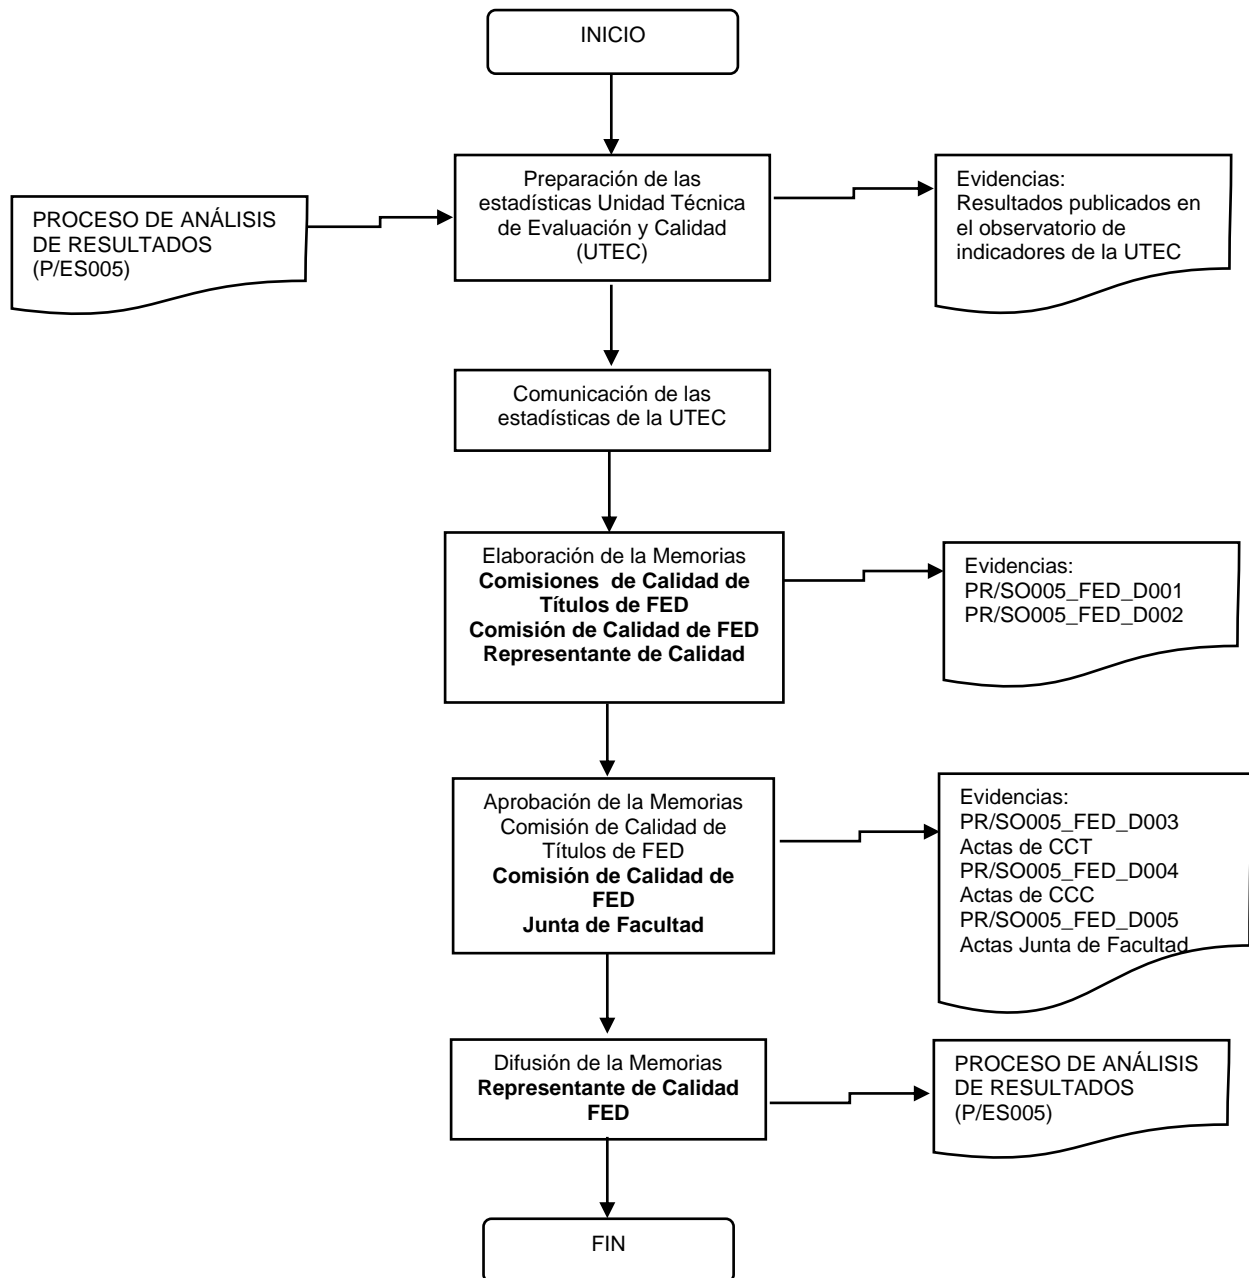 INICIO
Preparación de las
estadísticas Unidad Técnica
de Evaluación y Calidad
(UTEC)
Evidencias:
Resultados publicados en
el observatorio de
indicadores de la UTEC
PROCESO DE ANÁLISIS
DE RESULTADOS
(P/ES005)
Comunicación de las
estadísticas de la UTEC
Elaboración de la Memorias
Comisiones de Calidad de
Títulos de FED
Comisión de Calidad de FED
Representante de Calidad
Evidencias:
PR/SO005_FED_D001
PR/SO005_FED_D002
Aprobación de la Memorias
Comisión de Calidad de
Títulos de FED
Comisión de Calidad de
FED
Junta de Facultad
Evidencias:
PR/SO005_FED_D003
Actas de CCT
PR/SO005_FED_D004
Actas de CCC
PR/SO005_FED_D005
Actas Junta de Facultad
Difusión de la Memorias
Representante de Calidad
FED
PROCESO DE ANÁLISIS
DE RESULTADOS
(P/ES005)
FIN